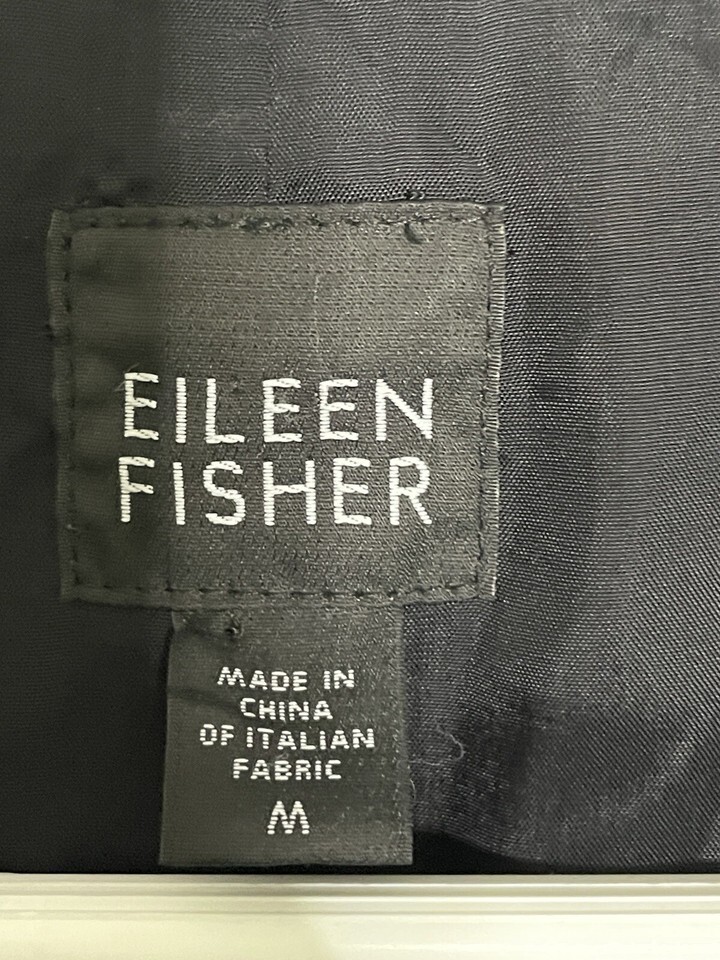 EILEEN
FISHER
MADE IN
CHINA
OF ITALIAN
FABRIC
M